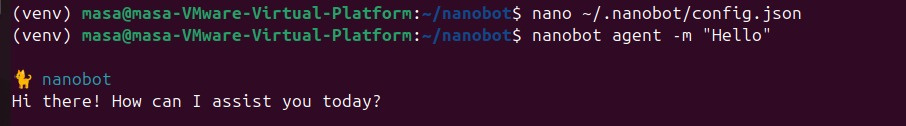 (venv) masa@masa-VMware-Virtual-Platform:~/nanobot$ nano ~/.nanobot/config.json
(venv) masa@masa-VMware-Virtual-Platform:~/nanobot$ nanobot agent -m "Hello"
🐈 nanobot
Hi there! How can I assist you today?